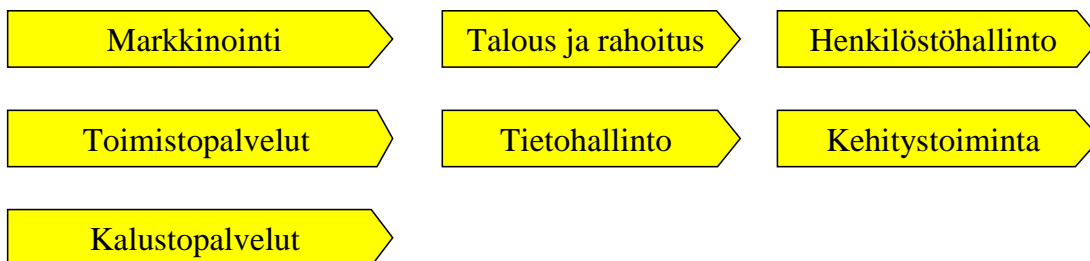 Markkinointi
Talous ja rahoitus
Henkilöstöhallinto
Toimistopalvelut
Tietohallinto
Kehitystoiminta
Kalustopalvelut